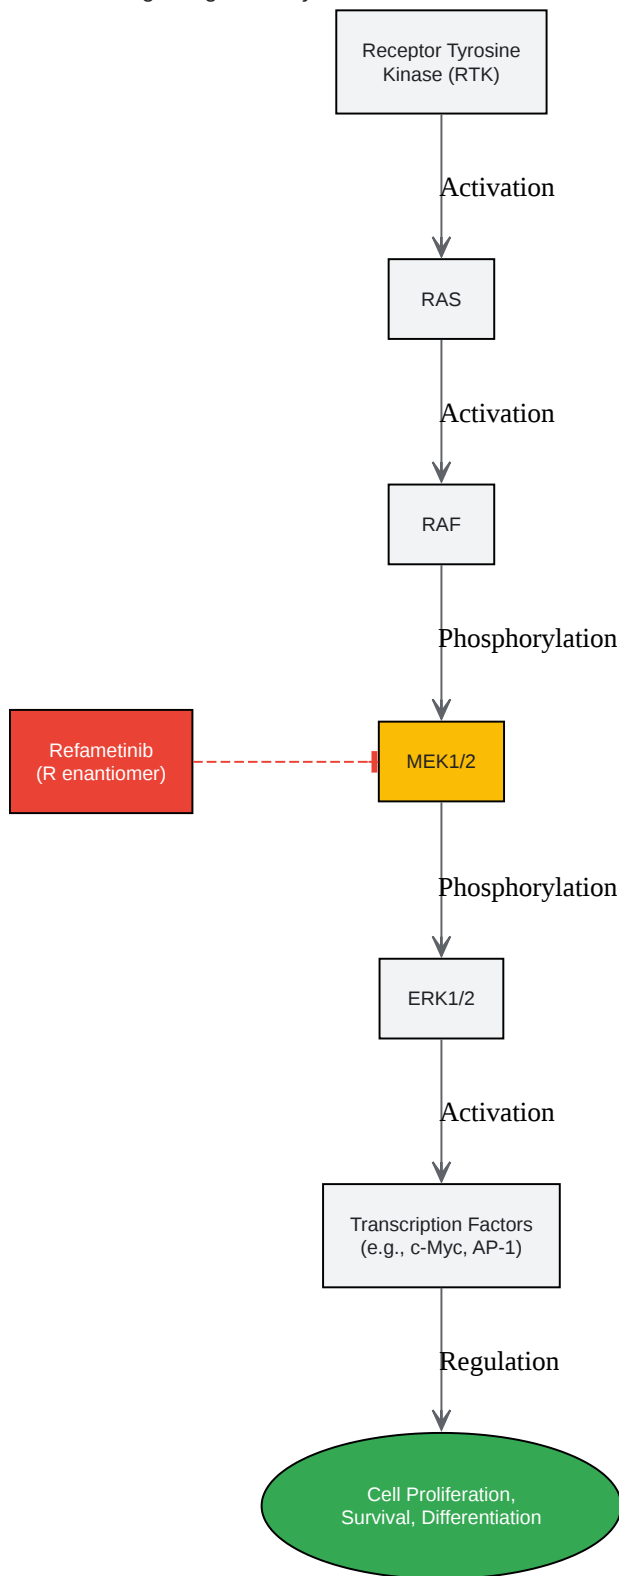 Receptor Tyrosine
Kinase (RTK)
Activation
RAS
Activation
RAF
Phosphorylation
Refametinib
(R enantiomer)
MEK1/2
Phosphorylation
ERK1/2
Activation
Transcription Factors
(e.g., c-Myc, AP-1)
Regulation
Cell Proliferation,
Survival, Differentiation